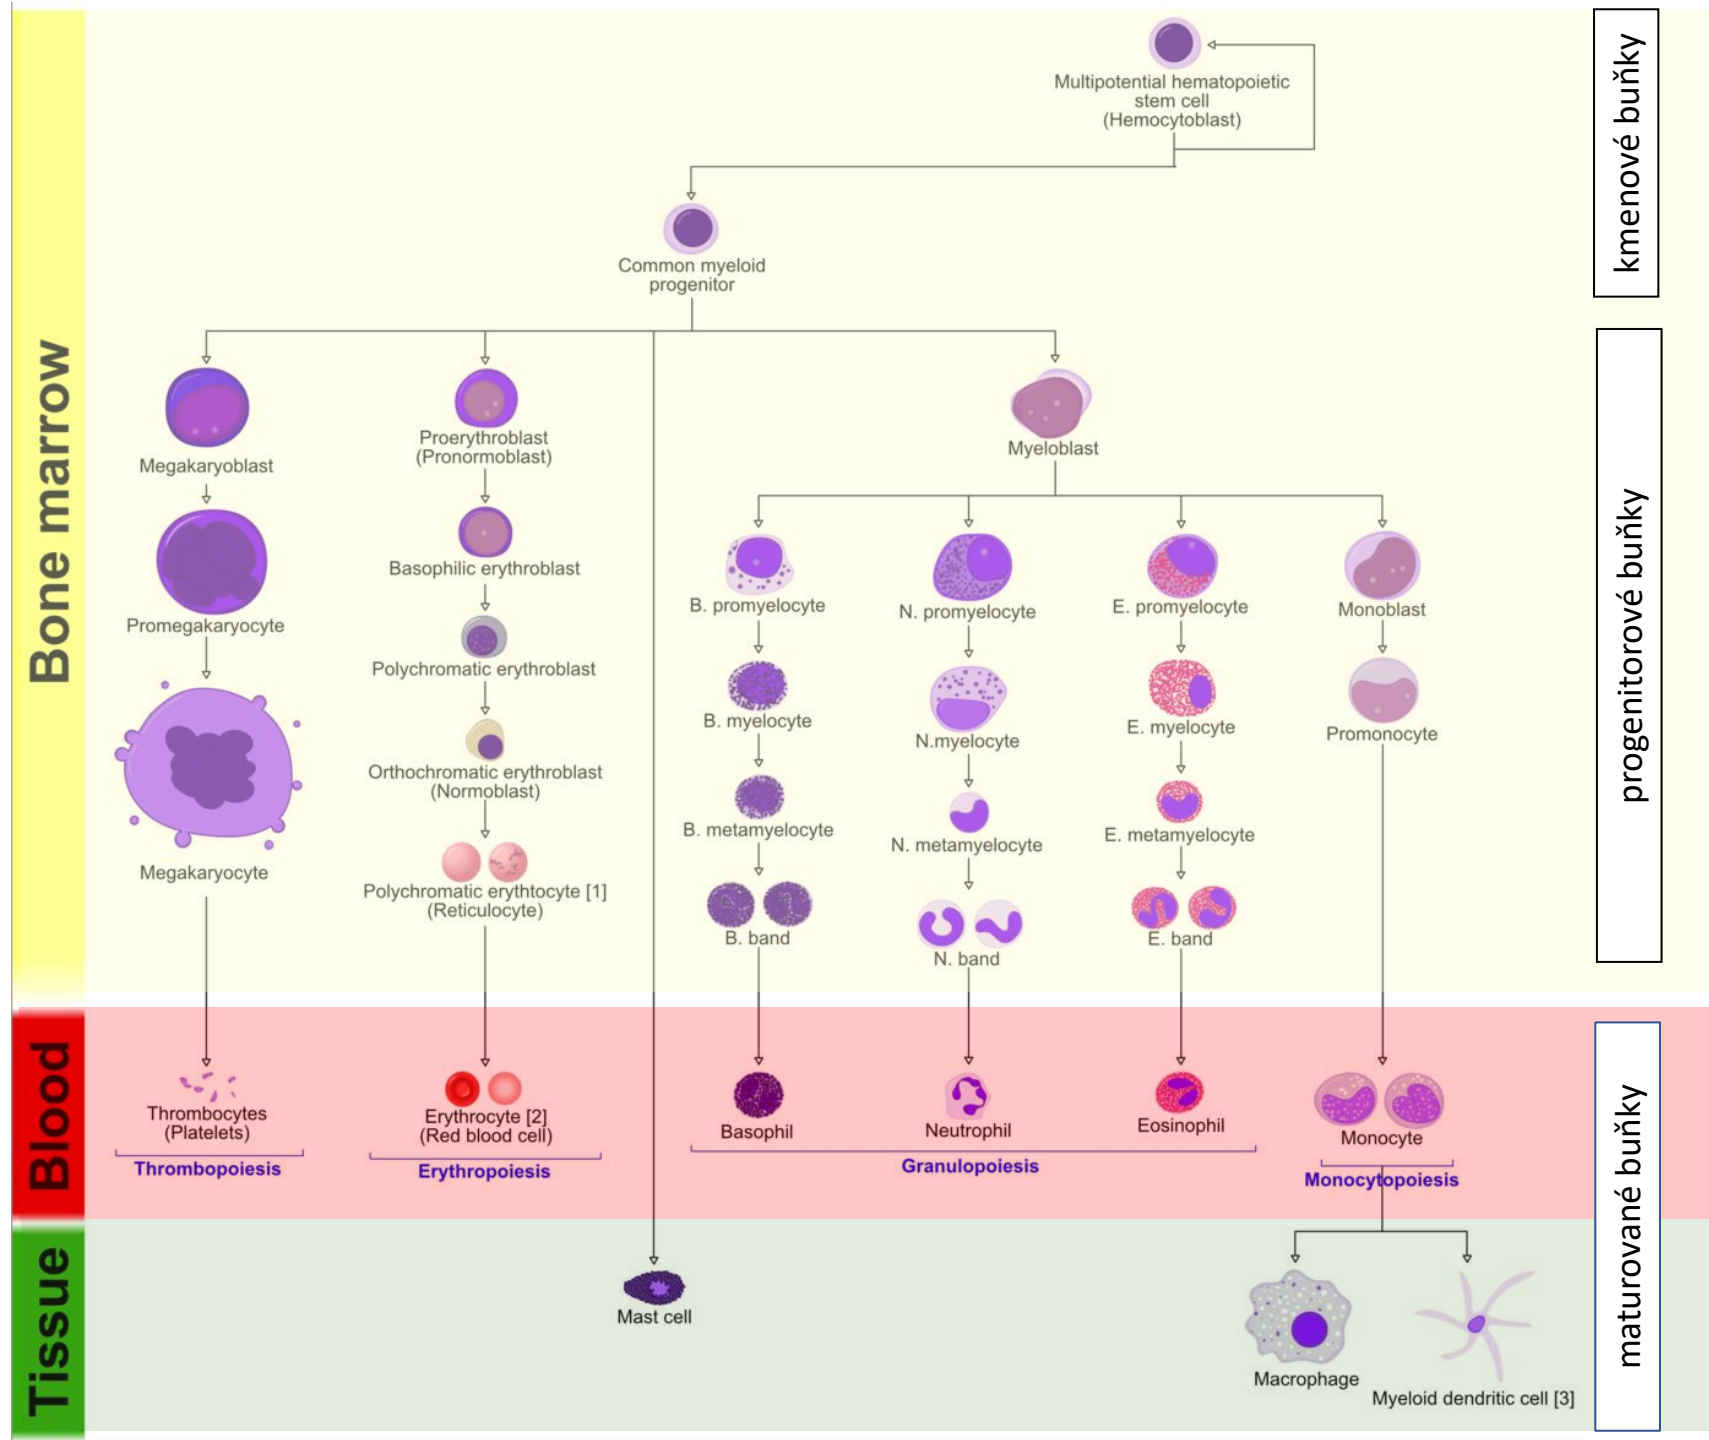 Multipotential hematopoietic
stem cell
(Hemocytoblast)
kmenové buňky
Common myeloid
progenitor
Bone marrow
progenitorové buňky
Megakaryoblast
Promegakaryocyte
Megakaryocyte
Proerythroblast
(Pronormoblast)
Basophilic erythroblast
Polychromatic erythroblast
Orthochromatic erythroblast
(Normoblast)
Polychromatic erythtocyte [1]
(Reticulocyte)
Myeloblast
B. promyelocyte
B. myelocyte
B. metamyelocyte
B. band
N. promyelocyte
N.myelocyte
N. metamyelocyte
N. band
E. promyelocyte
E. myelocyte
E. metamyelocyte
E. band
Monoblast
Promonocyte
Blood
maturované buňky
Thrombocytes
(Platelets)
Thrombopoiesis
Erythrocyte [2]
(Red blood cell)
Erythropoiesis
Basophil
Neutrophil
Eosinophil
Granulopoiesis
Monocyte
Monocytopoiesis
Tissue
Mast cell
Macrophage
Myeloid dendritic cell [3]